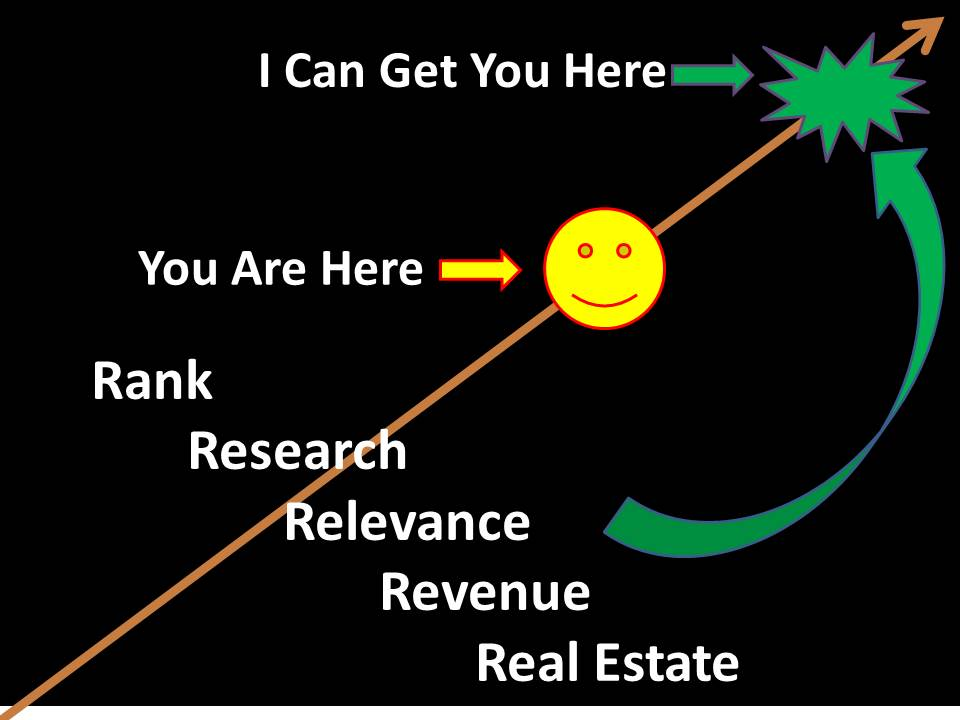 I Can Get You Here
You Are Here
Rank
Research
Relevance
Revenue
Real Estate